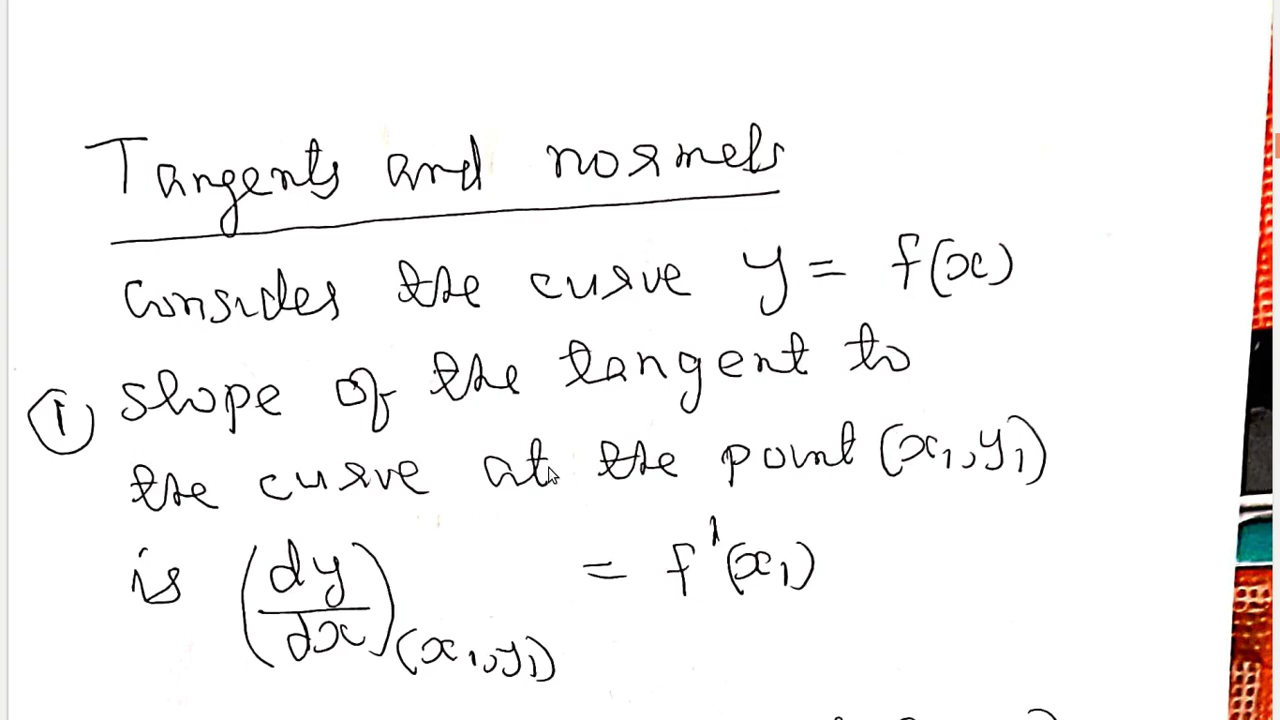 Tangents and normals
Consider the curve y = f(x)
① slope of the tangent to
the curve at the point (x₁,y₁)
is (dy/dx)(x₁,y₁) = f'(x₁)